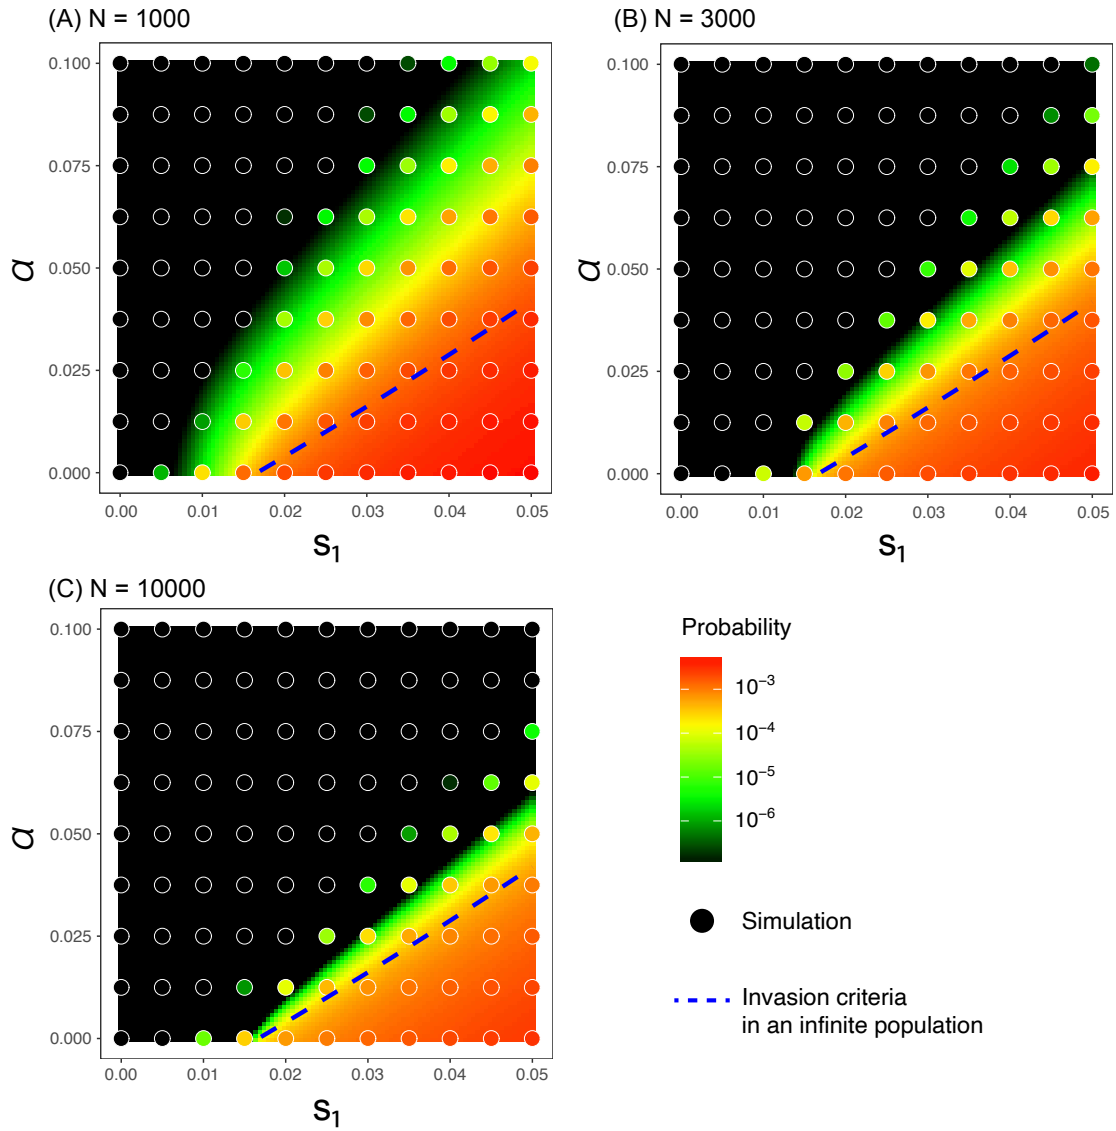 (A) N = 1000
(B) N = 3000
0.100
0.075
0.050
0.025
0.000
α
0.00 0.01 0.02 0.03 0.04 0.05
s1
0.100
0.075
0.050
0.025
0.000
α
0.00 0.01 0.02 0.03 0.04 0.05
s1
(C) N = 10000
0.100
0.075
0.050
0.025
0.000
α
0.00 0.01 0.02 0.03 0.04 0.05
s1
Probability
10−3
10−4
10−5
10−6
Simulation
Invasion criteria
in an infinite population